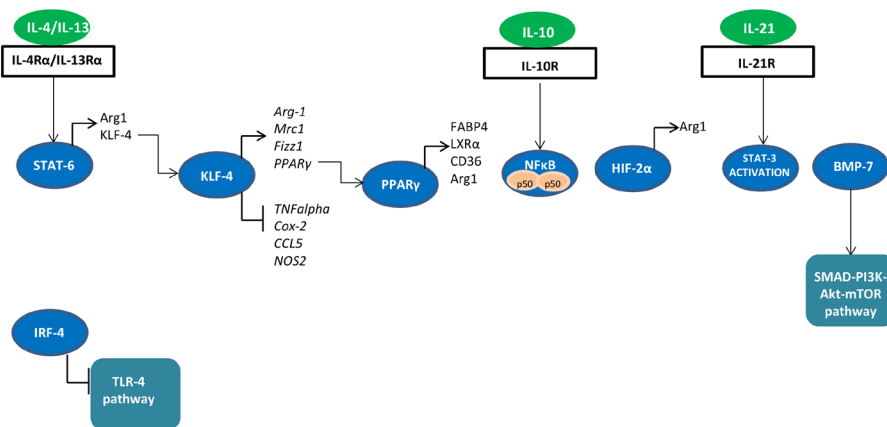 IL-4/IL-13
IL-4Rα/IL-13Rα
STAT-6
Arg1
KLF-4
KLF-4
Arg-1
Mrc1
Fizz1
PPARγ
TNFalpha
Cox-2
CCL5
NOS2
PPARγ
FABP4
LXRα
CD36
Arg1
IL-10
IL-10R
NFκB
p50 p50
HIF-2α
Arg1
IL-21
IL-21R
STAT-3
ACTIVATION
BMP-7
SMAD-PI3K-
Akt-mTOR
pathway
IRF-4
TLR-4
pathway